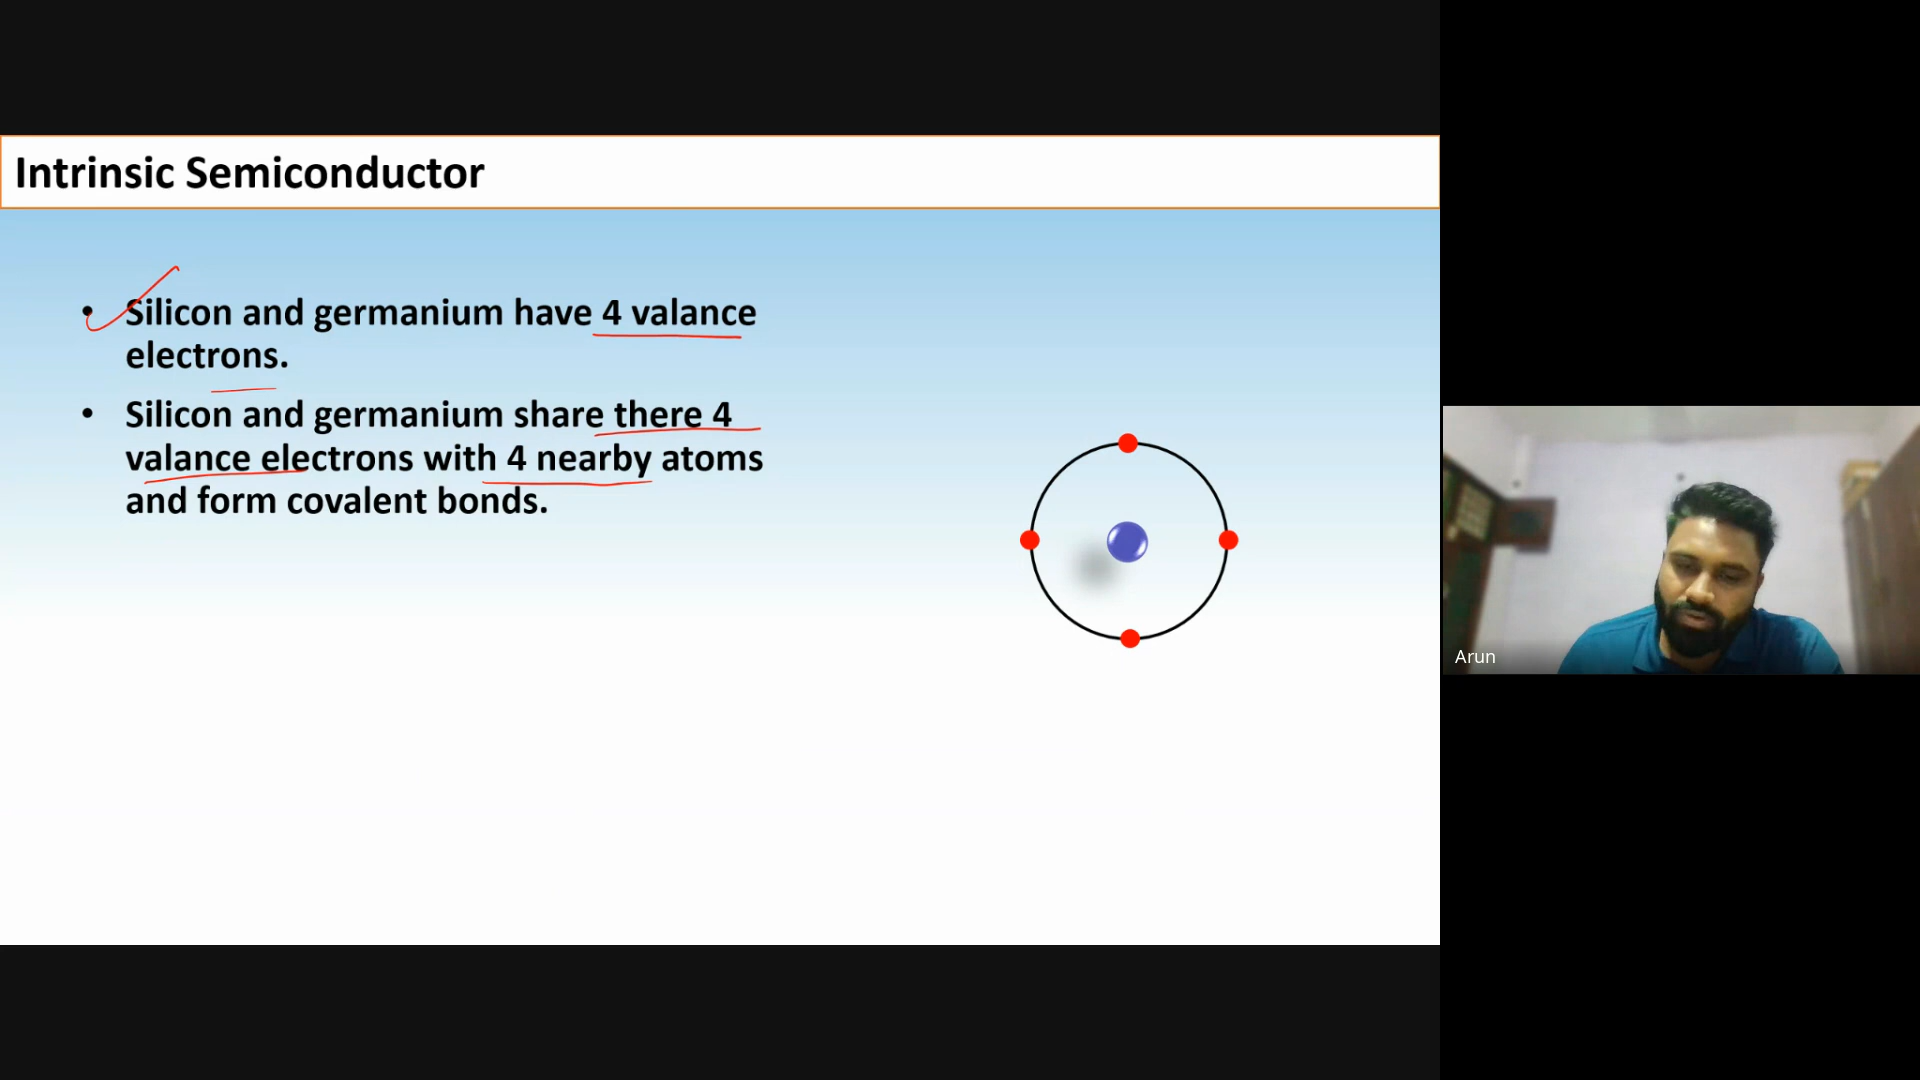 Intrinsic Semiconductor
• Silicon and germanium have 4 valance
electrons.
• Silicon and germanium share there 4
valance electrons with 4 nearby atoms
and form covalent bonds.
Arun